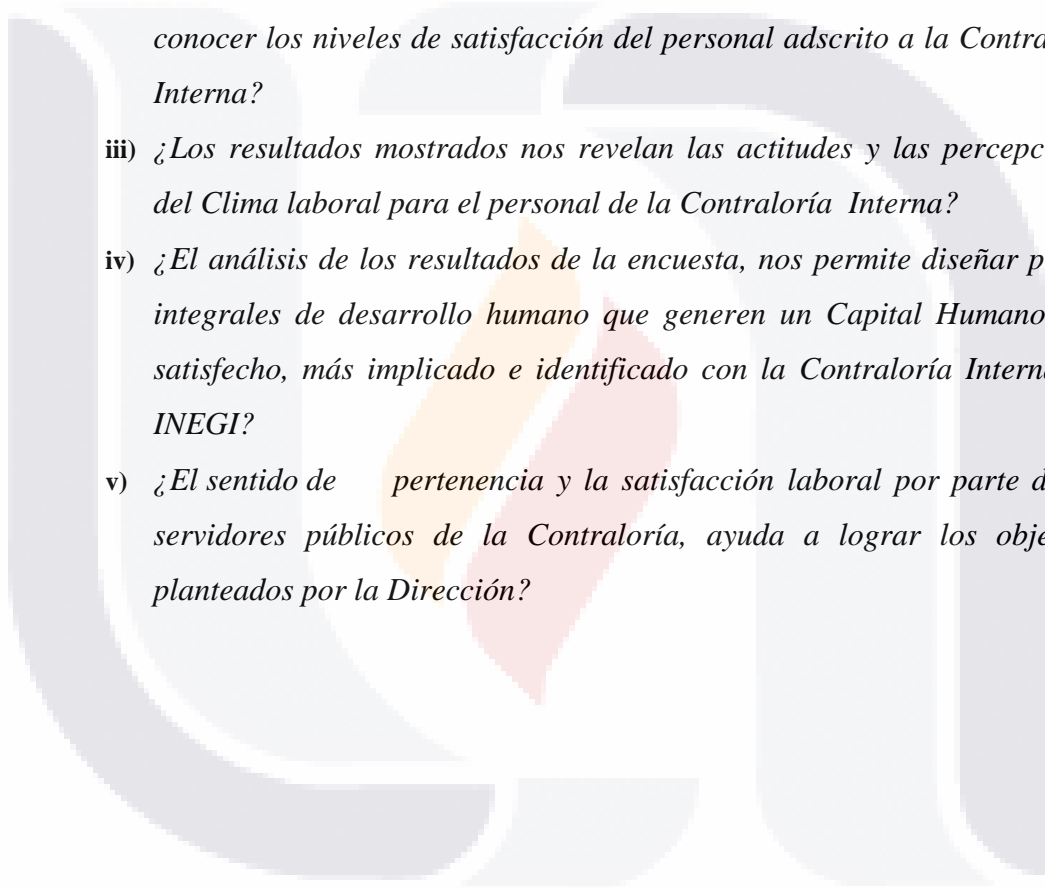 conocer los niveles de satisfacción del personal adscrito a la Contra
Interna?
iii) ¿Los resultados mostrados nos revelan las actitudes y las percepc
del Clima laboral para el personal de la Contraloría Interna?
iv) ¿El análisis de los resultados de la encuesta, nos permite diseñar p
integrales de desarrollo humano que generen un Capital Humano
satisfecho, más implicado e identificado con la Contraloría Intern
INEGI?
v) ¿El sentido de pertenencia y la satisfacción laboral por parte d
servidores públicos de la Contraloría, ayuda a lograr los obje
planteados por la Dirección?